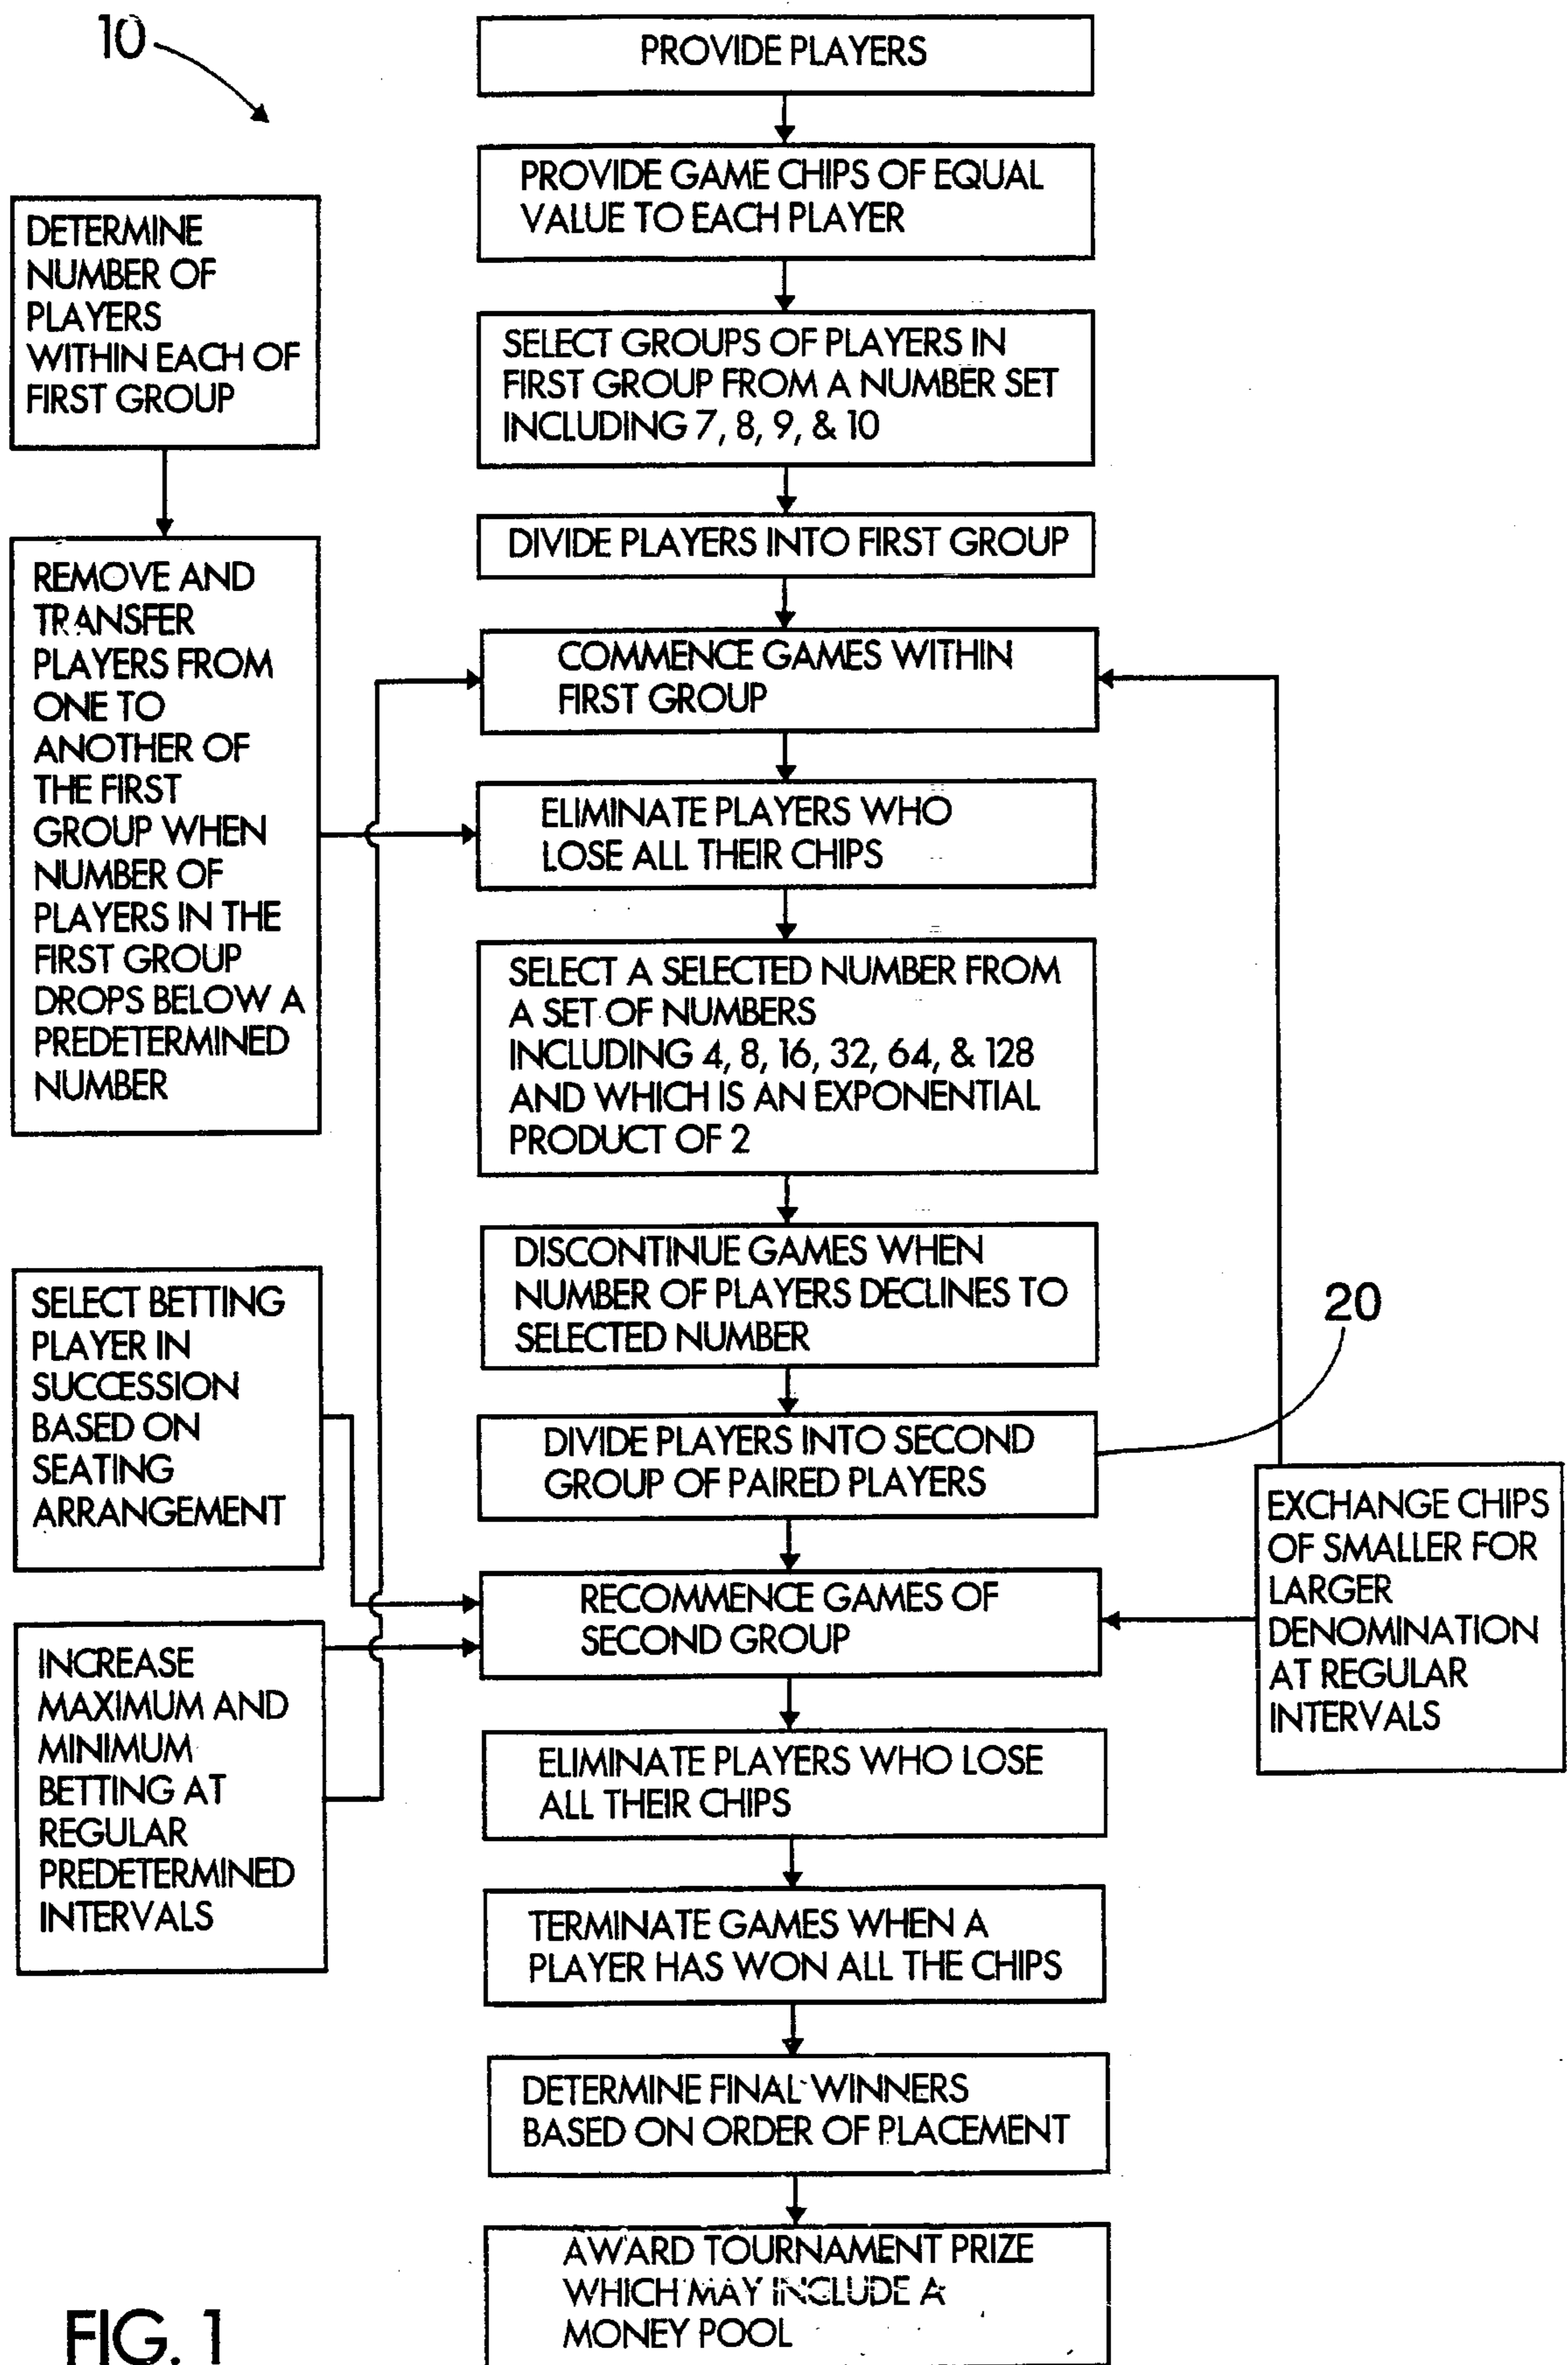 10
PROVIDE PLAYERS
PROVIDE GAME CHIPS OF EQUAL
VALUE TO EACH PLAYER
DETERMINE
NUMBER OF
PLAYERS
WITHIN EACH OF
FIRST GROUP
SELECT GROUPS OF PLAYERS IN
FIRST GROUP FROM A NUMBER SET
INCLUDING 7, 8, 9, & 10
DIVIDE PLAYERS INTO FIRST GROUP
REMOVE AND
TRANSFER
PLAYERS FROM
ONE TO
ANOTHER OF
THE FIRST
GROUP WHEN
NUMBER OF
PLAYERS IN THE
FIRST GROUP
DROPS BELOW A
PREDETERMINED
NUMBER
COMMENCE GAMES WITHIN
FIRST GROUP
ELIMINATE PLAYERS WHO
LOSE ALL THEIR CHIPS
SELECT A SELECTED NUMBER FROM
A SET OF NUMBERS
INCLUDING 4, 8, 16, 32, 64, & 128
AND WHICH IS AN EXPONENTIAL
PRODUCT OF 2
DISCONTINUE GAMES WHEN
NUMBER OF PLAYERS DECLINES TO
SELECTED NUMBER
20
SELECT BETTING
PLAYER IN
SUCCESSION
BASED ON
SEATING
ARRANGEMENT
DIVIDE PLAYERS INTO SECOND
GROUP OF PAIRED PLAYERS
EXCHANGE CHIPS
OF SMALLER FOR
LARGER
DENOMINATION
AT REGULAR
INTERVALS
RECOMMENCE GAMES OF
SECOND GROUP
INCREASE
MAXIMUM AND
MINIMUM
BETTING AT
REGULAR
PREDETERMINED
INTERVALS
ELIMINATE PLAYERS WHO LOSE
ALL THEIR CHIPS
TERMINATE GAMES WHEN A
PLAYER HAS WON ALL THE CHIPS
DETERMINE FINAL WINNERS
BASED ON ORDER OF PLACEMENT
AWARD TOURNAMENT PRIZE
WHICH MAY INCLUDE A
MONEY POOL
FIG. 1